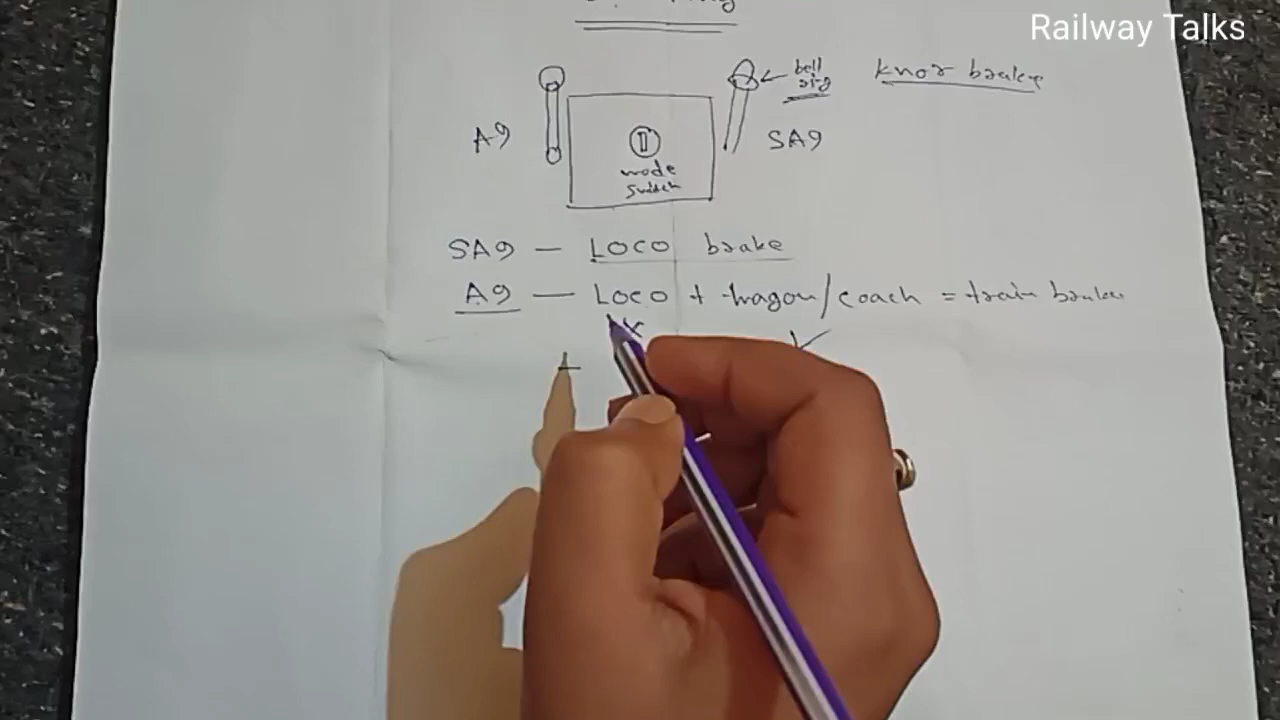 Railway Talks
bell
ring
knor brake
A9
SA9
mode
switch
SA9 — LOCO brake
A9 — LOCO + wagon/coach = train brake